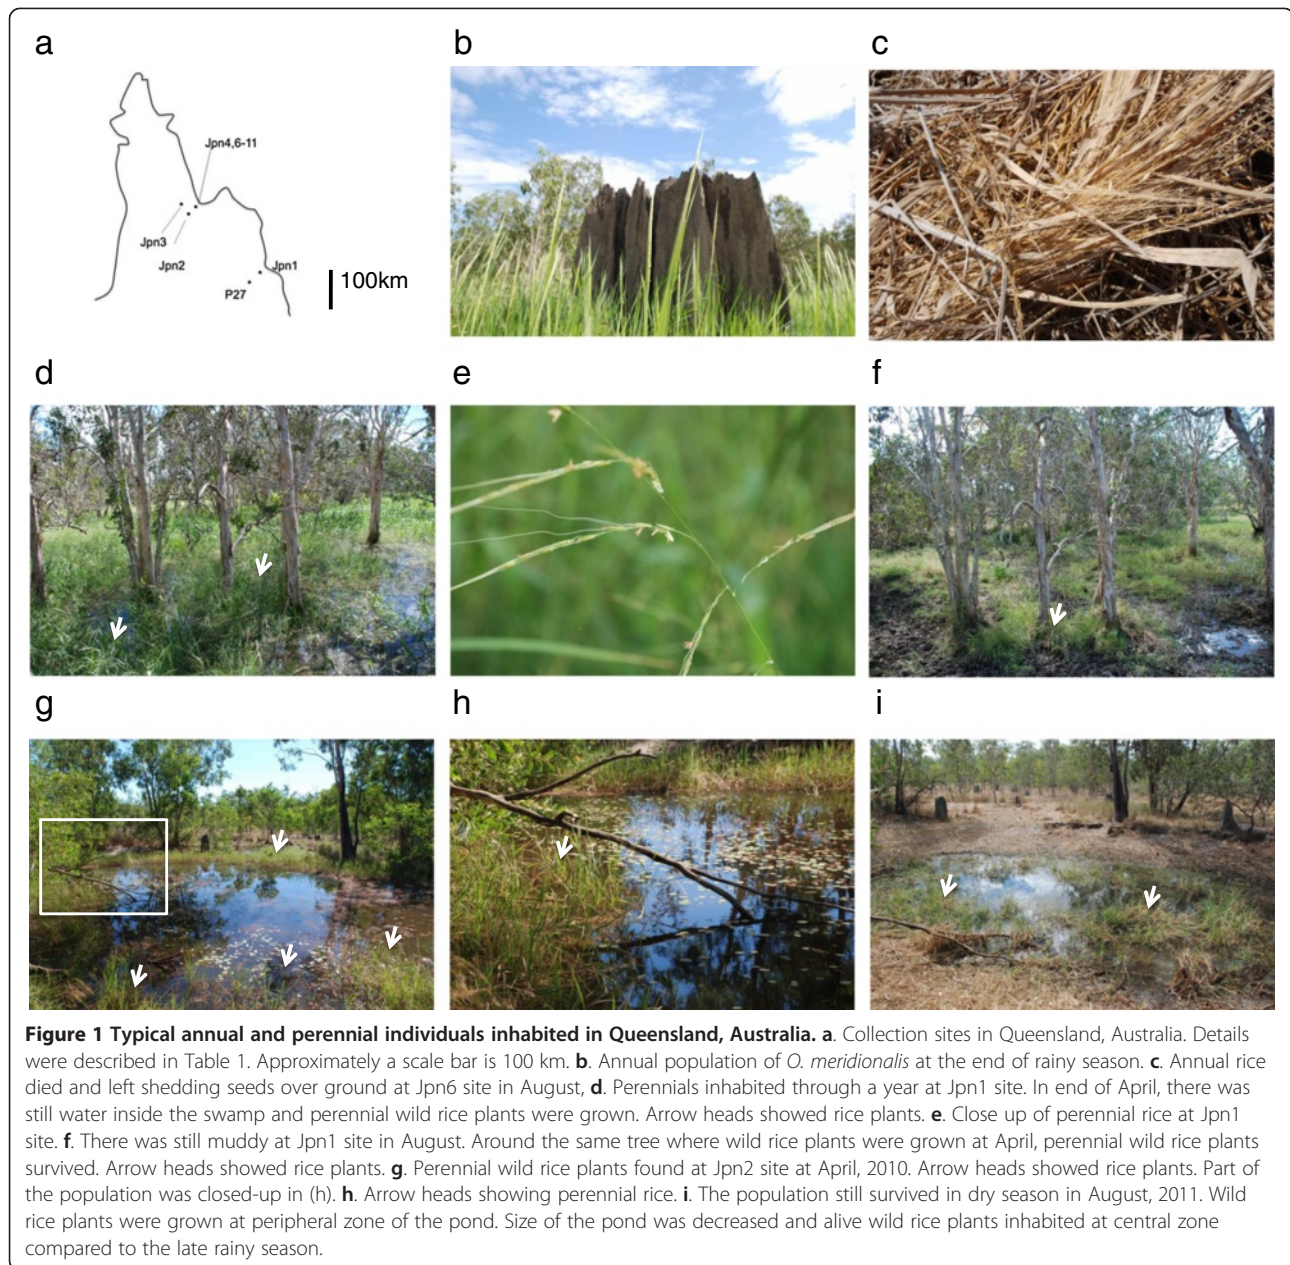 a
b
c
Jpn4,6-11
Jpn3
Jpn2
Jpn1
P27
100km
d
e
f
g
h
i
Figure 1 Typical annual and perennial individuals inhabited in Queensland, Australia. a. Collection sites in Queensland, Australia. Details
were described in Table 1. Approximately a scale bar is 100 km. b. Annual population of O. meridionalis at the end of rainy season. c. Annual rice
died and left shedding seeds over ground at Jpn6 site in August, d. Perennials inhabited through a year at Jpn1 site. In end of April, there was
still water inside the swamp and perennial wild rice plants were grown. Arrow heads showed rice plants. e. Close up of perennial rice at Jpn1
site. f. There was still muddy at Jpn1 site in August. Around the same tree where wild rice plants were grown at April, perennial wild rice plants
survived. Arrow heads showed rice plants. g. Perennial wild rice plants found at Jpn2 site at April, 2010. Arrow heads showed rice plants. Part of
the population was closed-up in (h). h. Arrow heads showing perennial rice. i. The population still survived in dry season in August, 2011. Wild
rice plants were grown at peripheral zone of the pond. Size of the pond was decreased and alive wild rice plants inhabited at central zone
compared to the late rainy season.